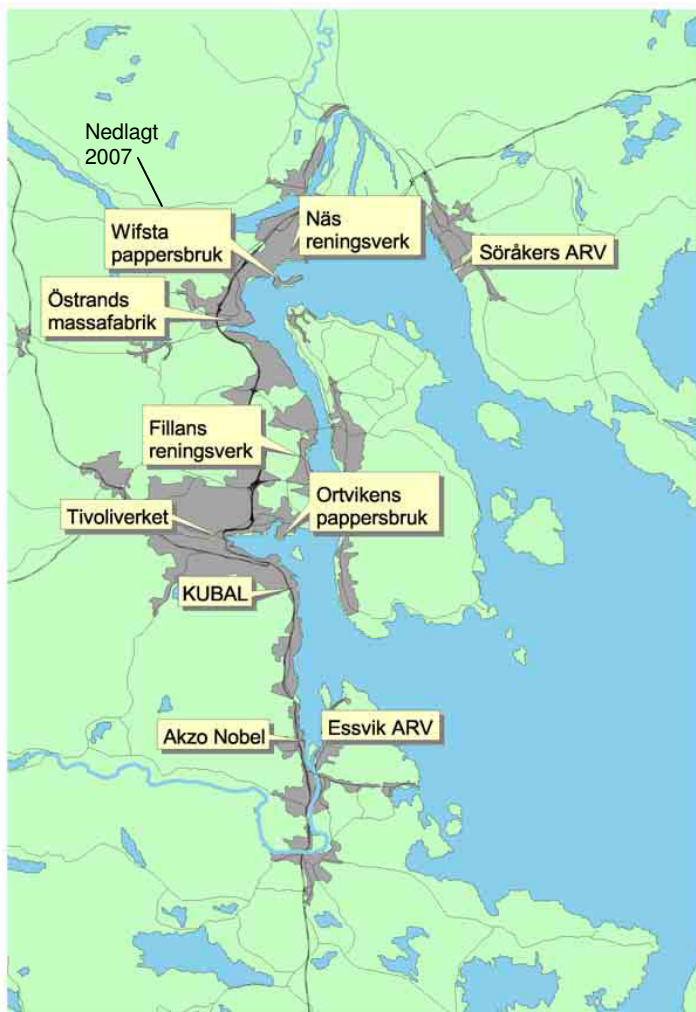 Nedlagt
2007
Wifsta
pappersbruk
Näs
reningsverk
Söråkers ARV
Östrands
massafabrik
Fillans
reningsverk
Ortvikens
pappersbruk
Tivoliverket
KUBAL
Akzo Nobel
Essvik ARV